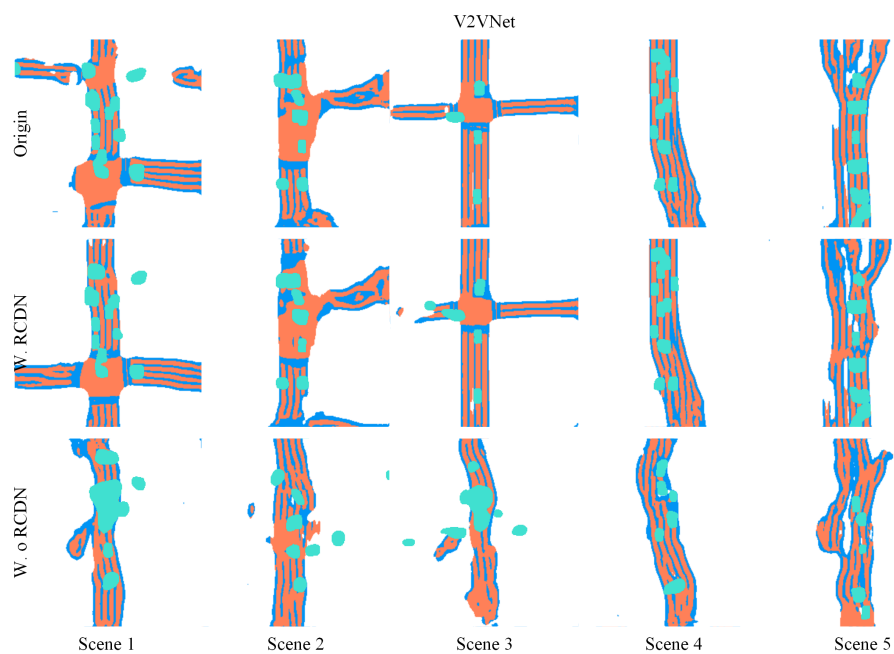 V2VNet
Origin
W. RCDN
W. o RCDN
Scene 1
Scene 2
Scene 3
Scene 4
Scene 5